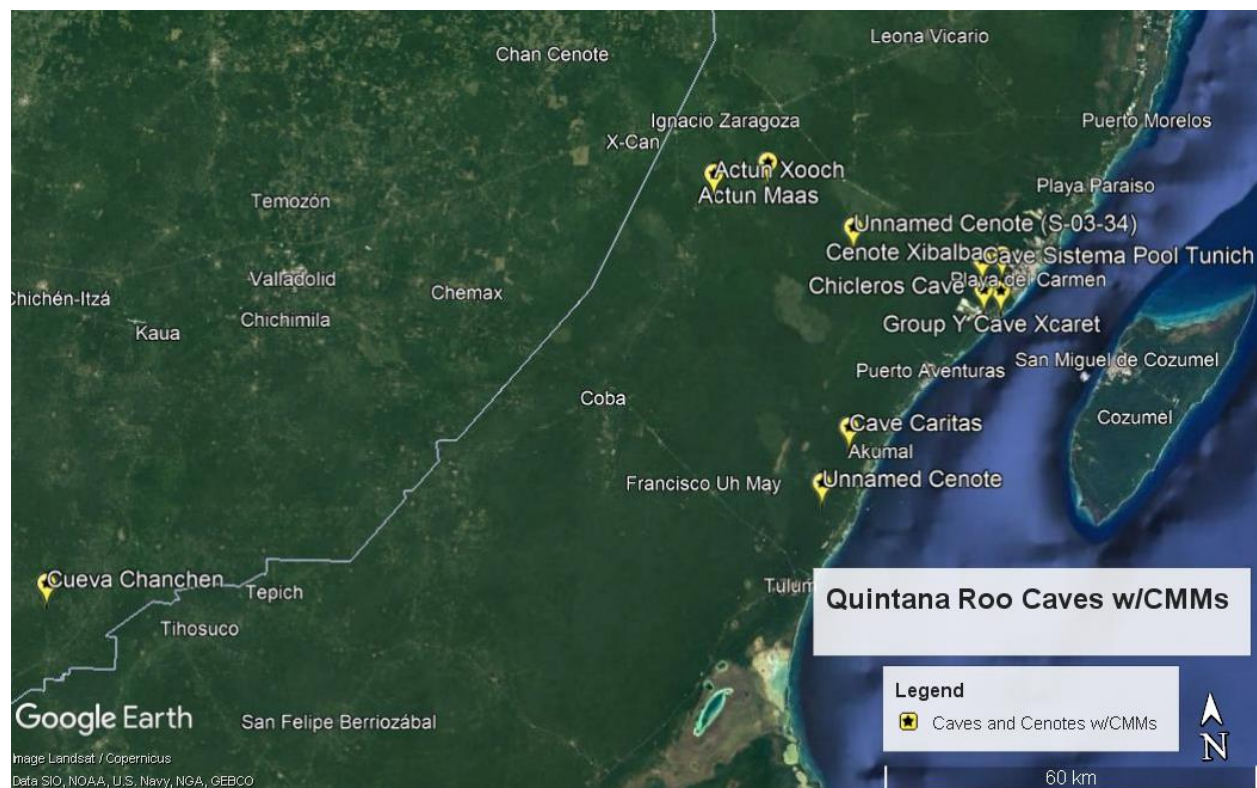 Leona Vicario
Chan Cenote
Ignacio Zaragoza
Puerto Morelos
X-Can
Actun Xooch
Playa Paraiso
Actun Maas
Temozón
Unnamed Cenote (S-03-34)
Cenote Xibalba
Cave Sistema Pool Tunich
Valladolid
Playa del Carmen
Chicleros Cave
Chemax
Chichén-Itzá
Chichimila
Group Y Cave Xcaret
Kaua
San Miguel de Cozumel
Puerto Aventuras
Coba
Cozumel
Cave Caritas
Akumal
Unnamed Cenote
Francisco Uh May
Cueva Chanchen
Tepich
Tulum
Quintana Roo Caves w/CMMs
Tihosuco
Legend
Caves and Cenotes w/CMMs
Google Earth
San Felipe Berriozábal
N
Image Landsat / Copernicus
60 km
Data SIO, NOAA, U.S. Navy, NGA, GEBCO